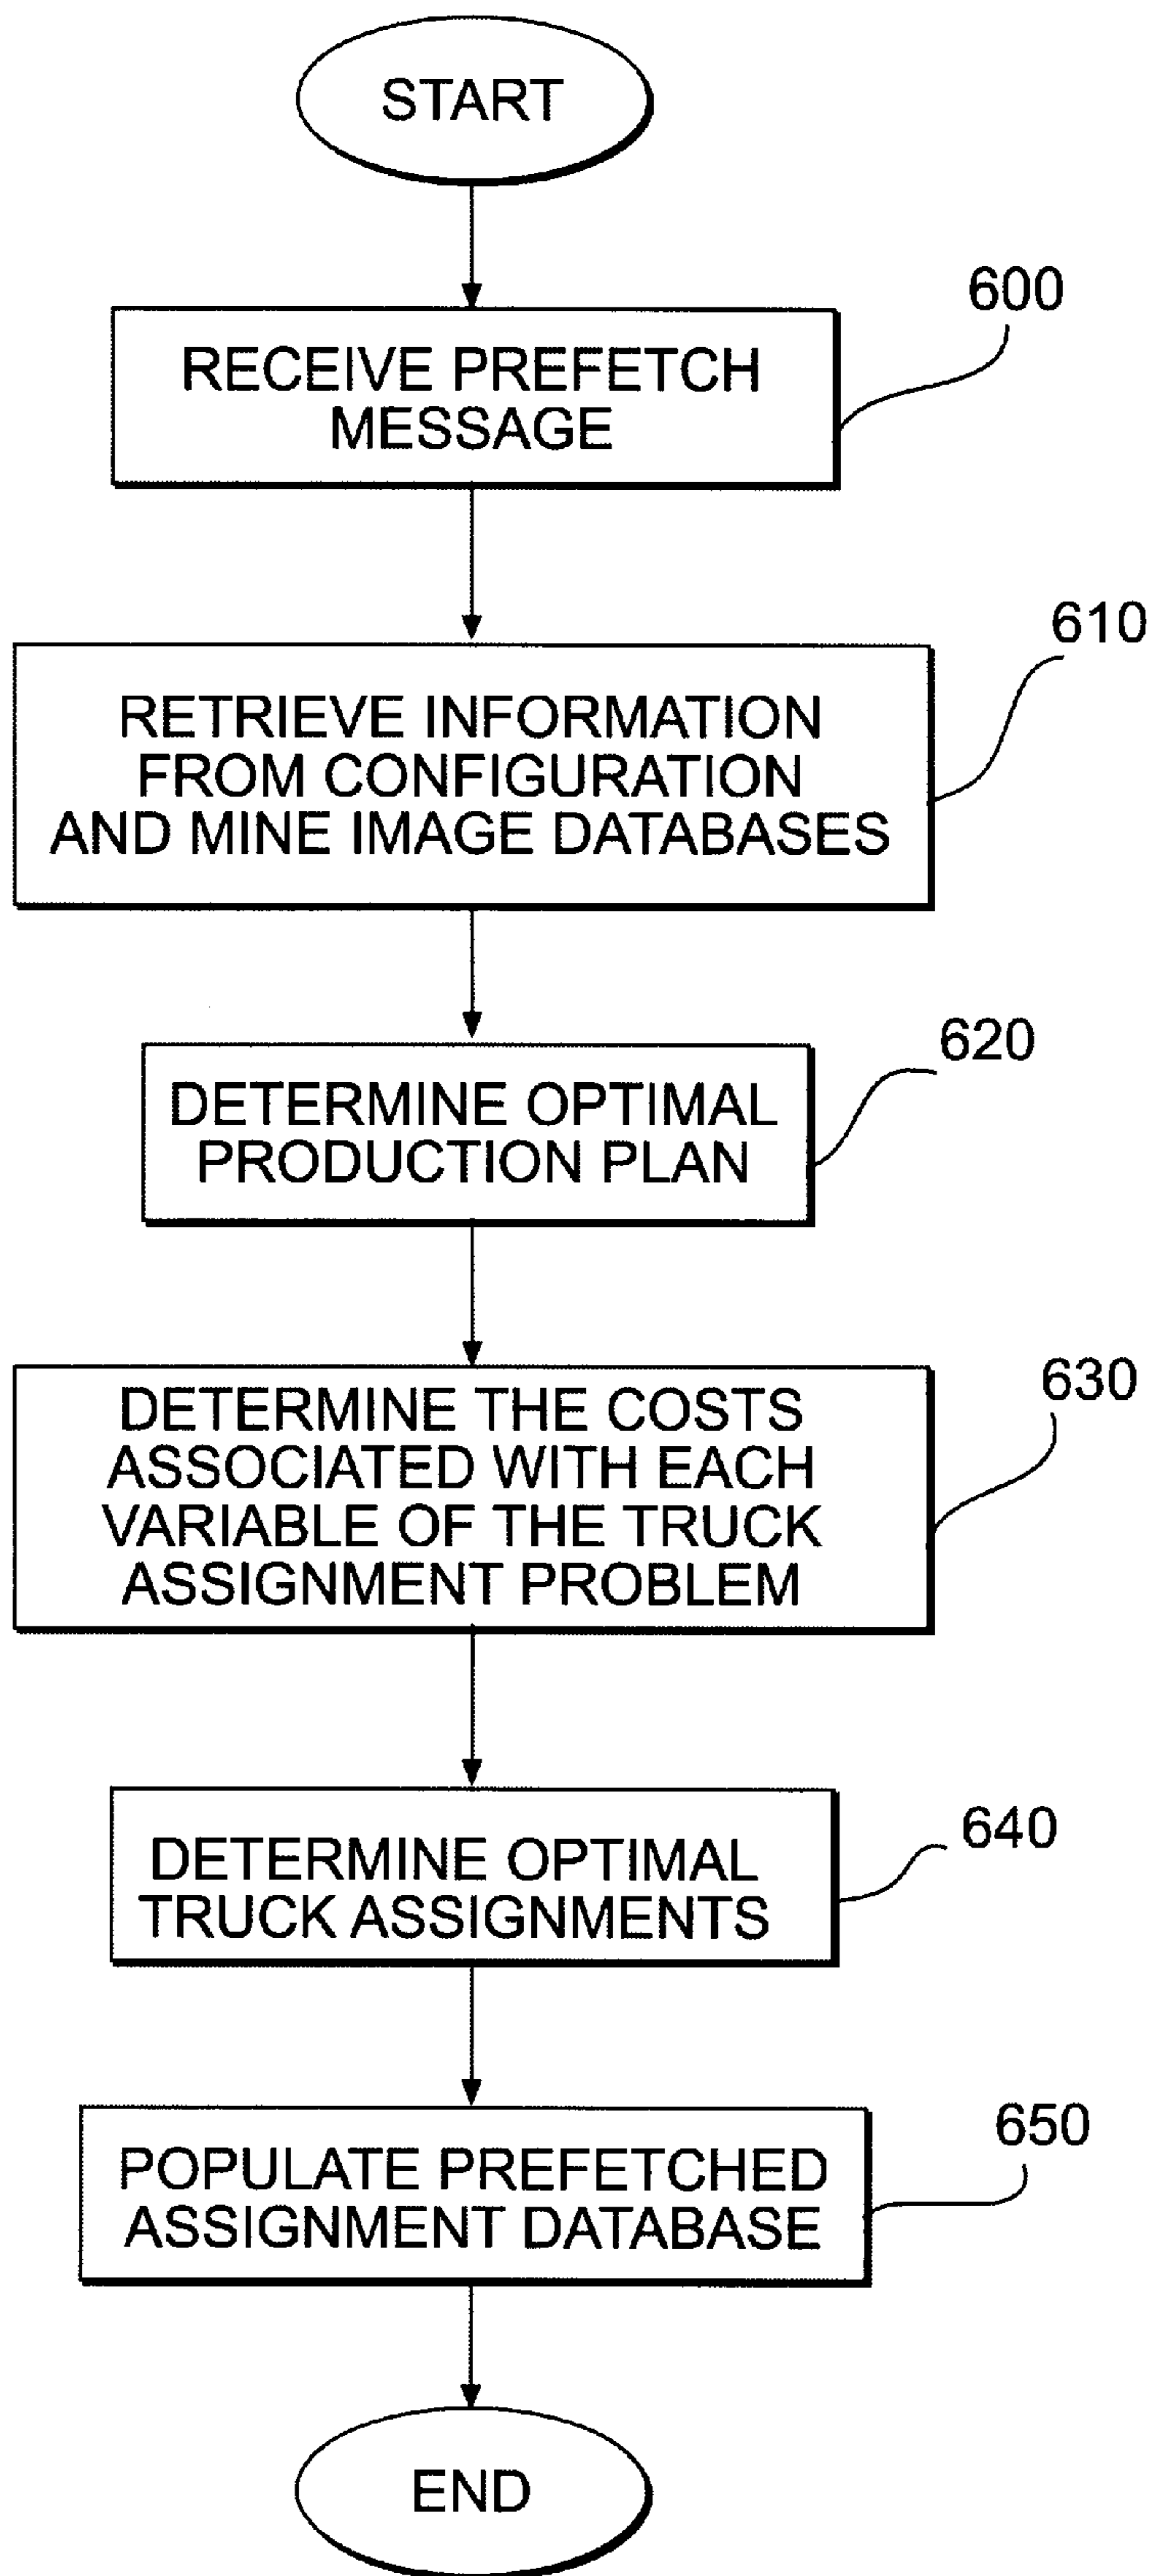 START
600
RECEIVE PREFETCH
MESSAGE
610
RETRIEVE INFORMATION
FROM CONFIGURATION
AND MINE IMAGE DATABASES
620
DETERMINE OPTIMAL
PRODUCTION PLAN
630
DETERMINE THE COSTS
ASSOCIATED WITH EACH
VARIABLE OF THE TRUCK
ASSIGNMENT PROBLEM
640
DETERMINE OPTIMAL
TRUCK ASSIGNMENTS
650
POPULATE PREFETCHED
ASSIGNMENT DATABASE
END